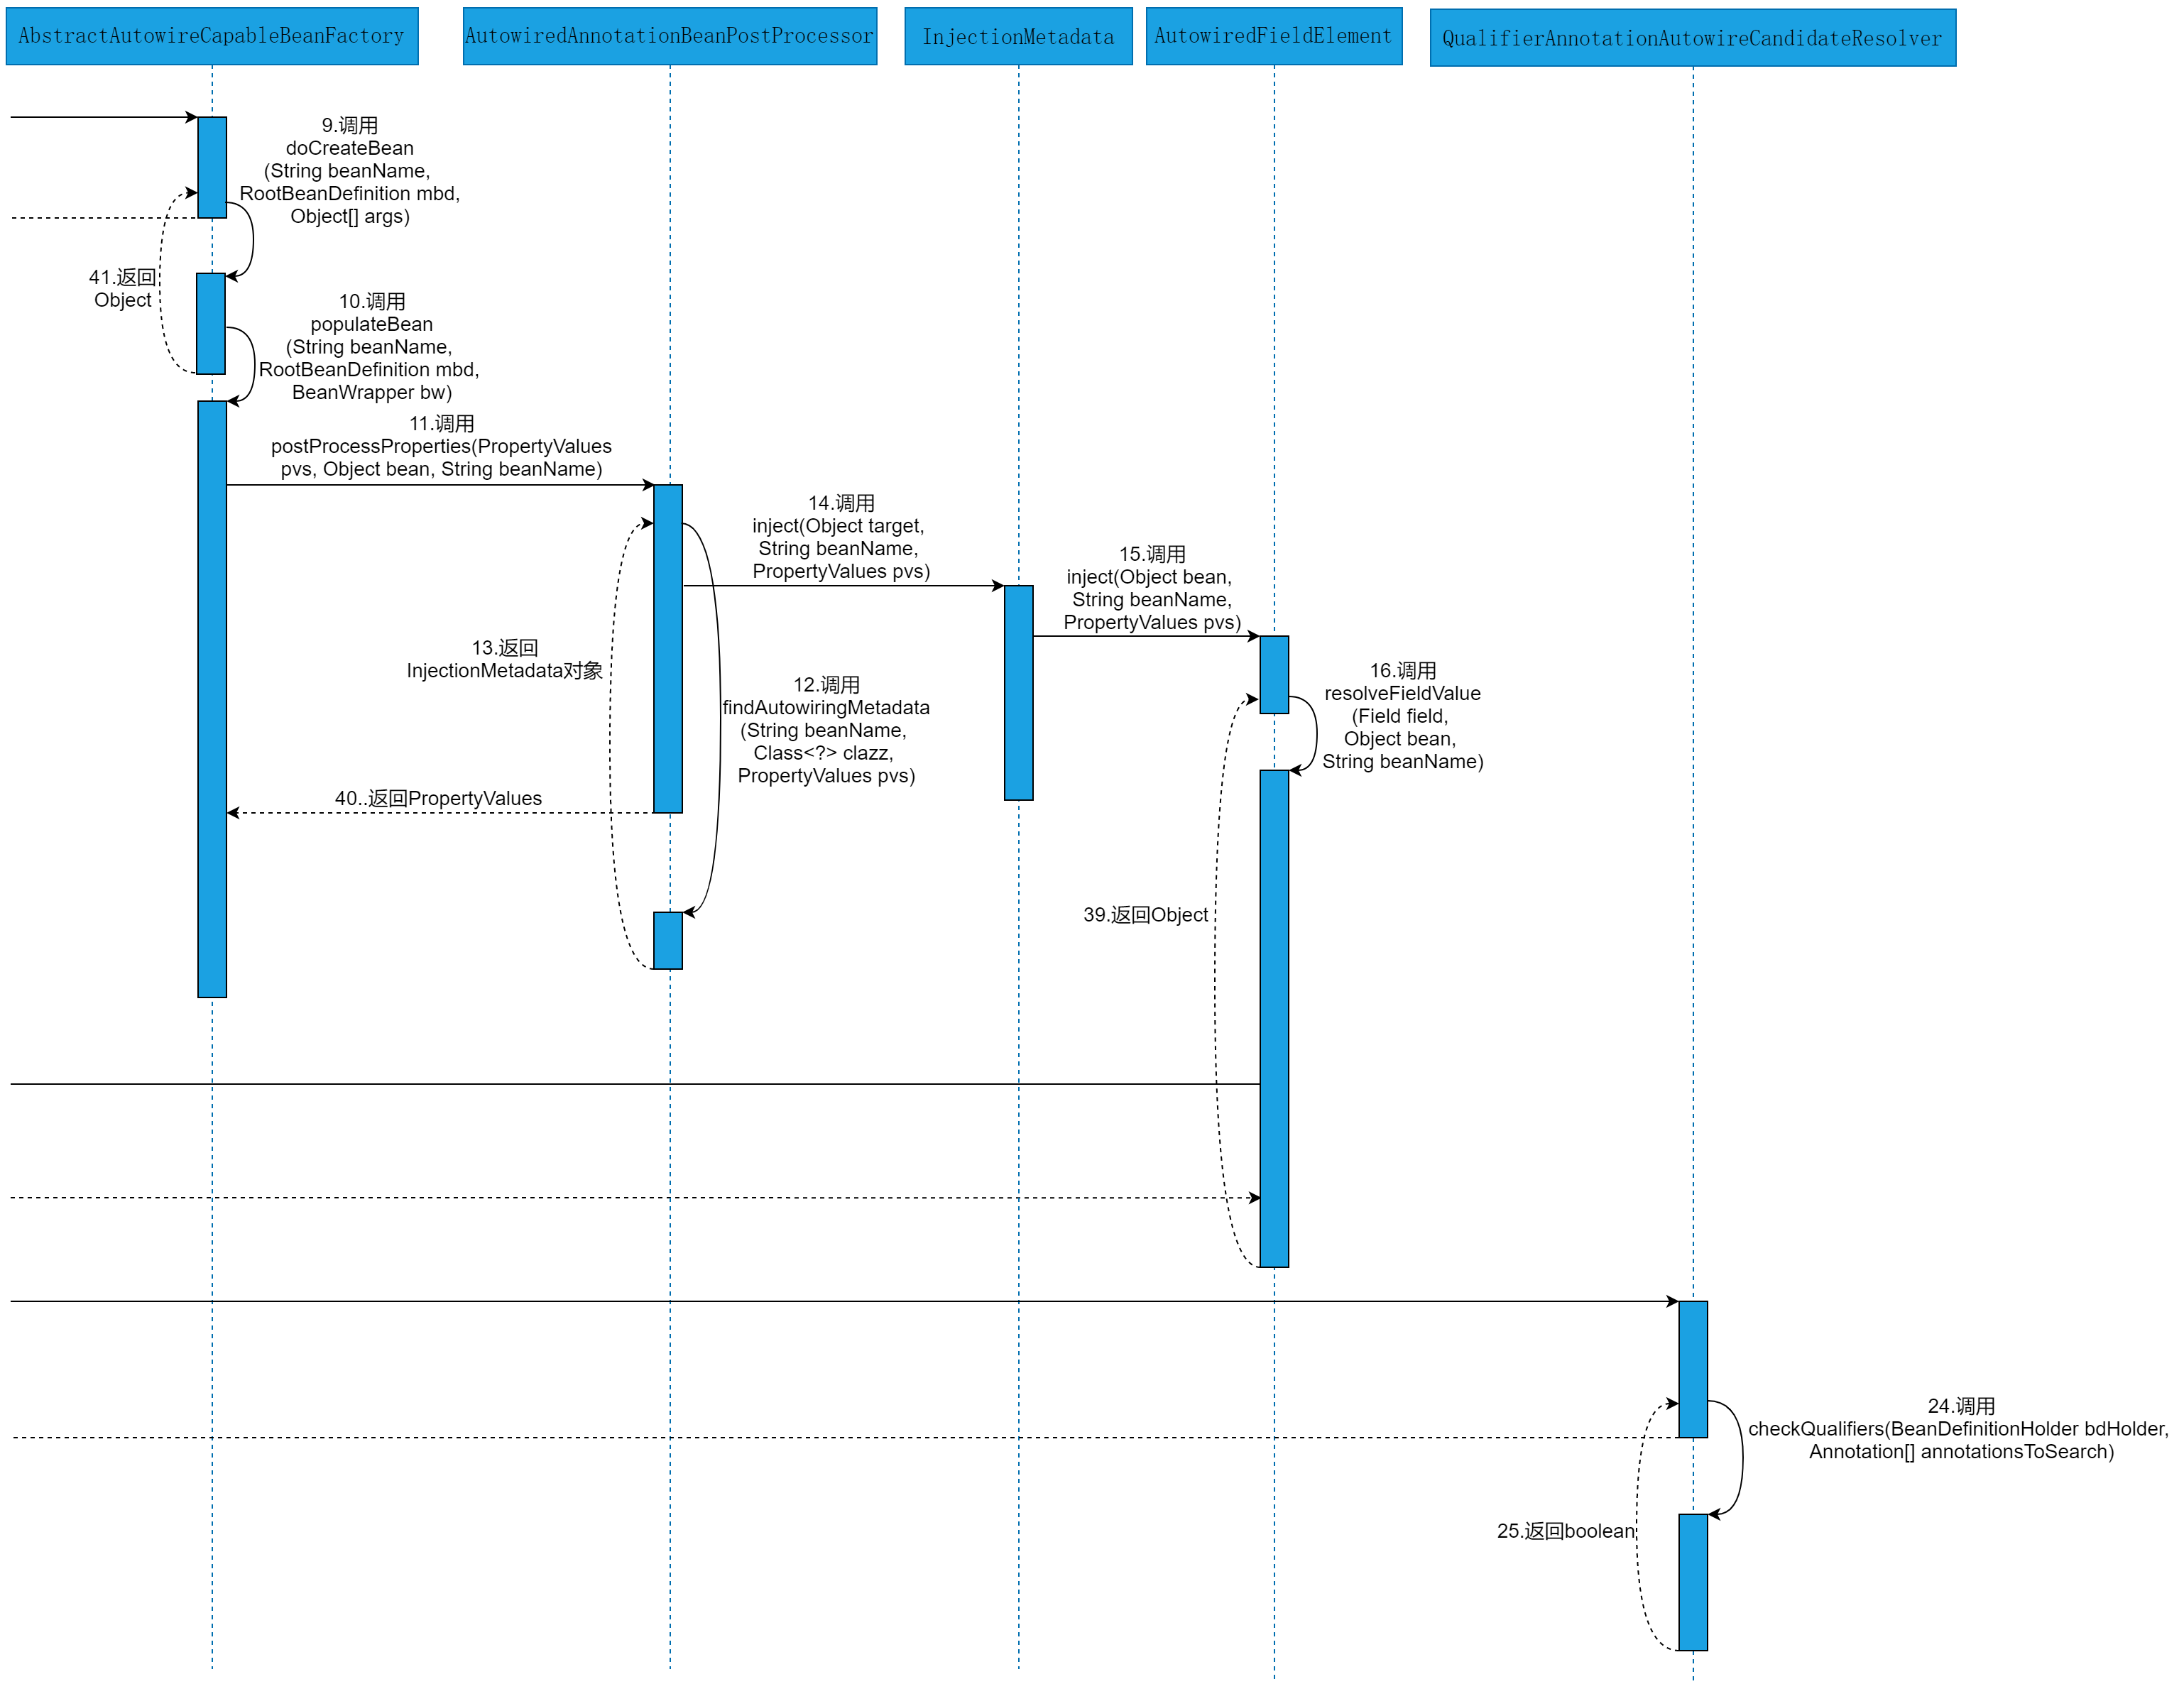 AbstractAutowireCapableBeanFactory
AutowiredAnnotationBeanPostProcessor
InjectionMetadata
AutowiredFieldElement
QualifierAnnotationAutowireCandidateResolver
9.调用
doCreateBean
(String beanName,
RootBeanDefinition mbd,
Object[] args)
41.返回
Object
10.调用
populateBean
(String beanName,
RootBeanDefinition mbd,
BeanWrapper bw)
11.调用
postProcessProperties(PropertyValues
pvs, Object bean, String beanName)
14.调用
inject(Object target,
String beanName,
PropertyValues pvs)
15.调用
inject(Object bean,
String beanName,
PropertyValues pvs)
13.返回
InjectionMetadata对象
12.调用
findAutowiringMetadata
(String beanName,
Class<?> clazz,
PropertyValues pvs)
16.调用
resolveFieldValue
(Field field,
Object bean,
String beanName)
40..返回PropertyValues
39.返回Object
24.调用
checkQualifiers(BeanDefinitionHolder bdHolder,
Annotation[] annotationsToSearch)
25.返回boolean